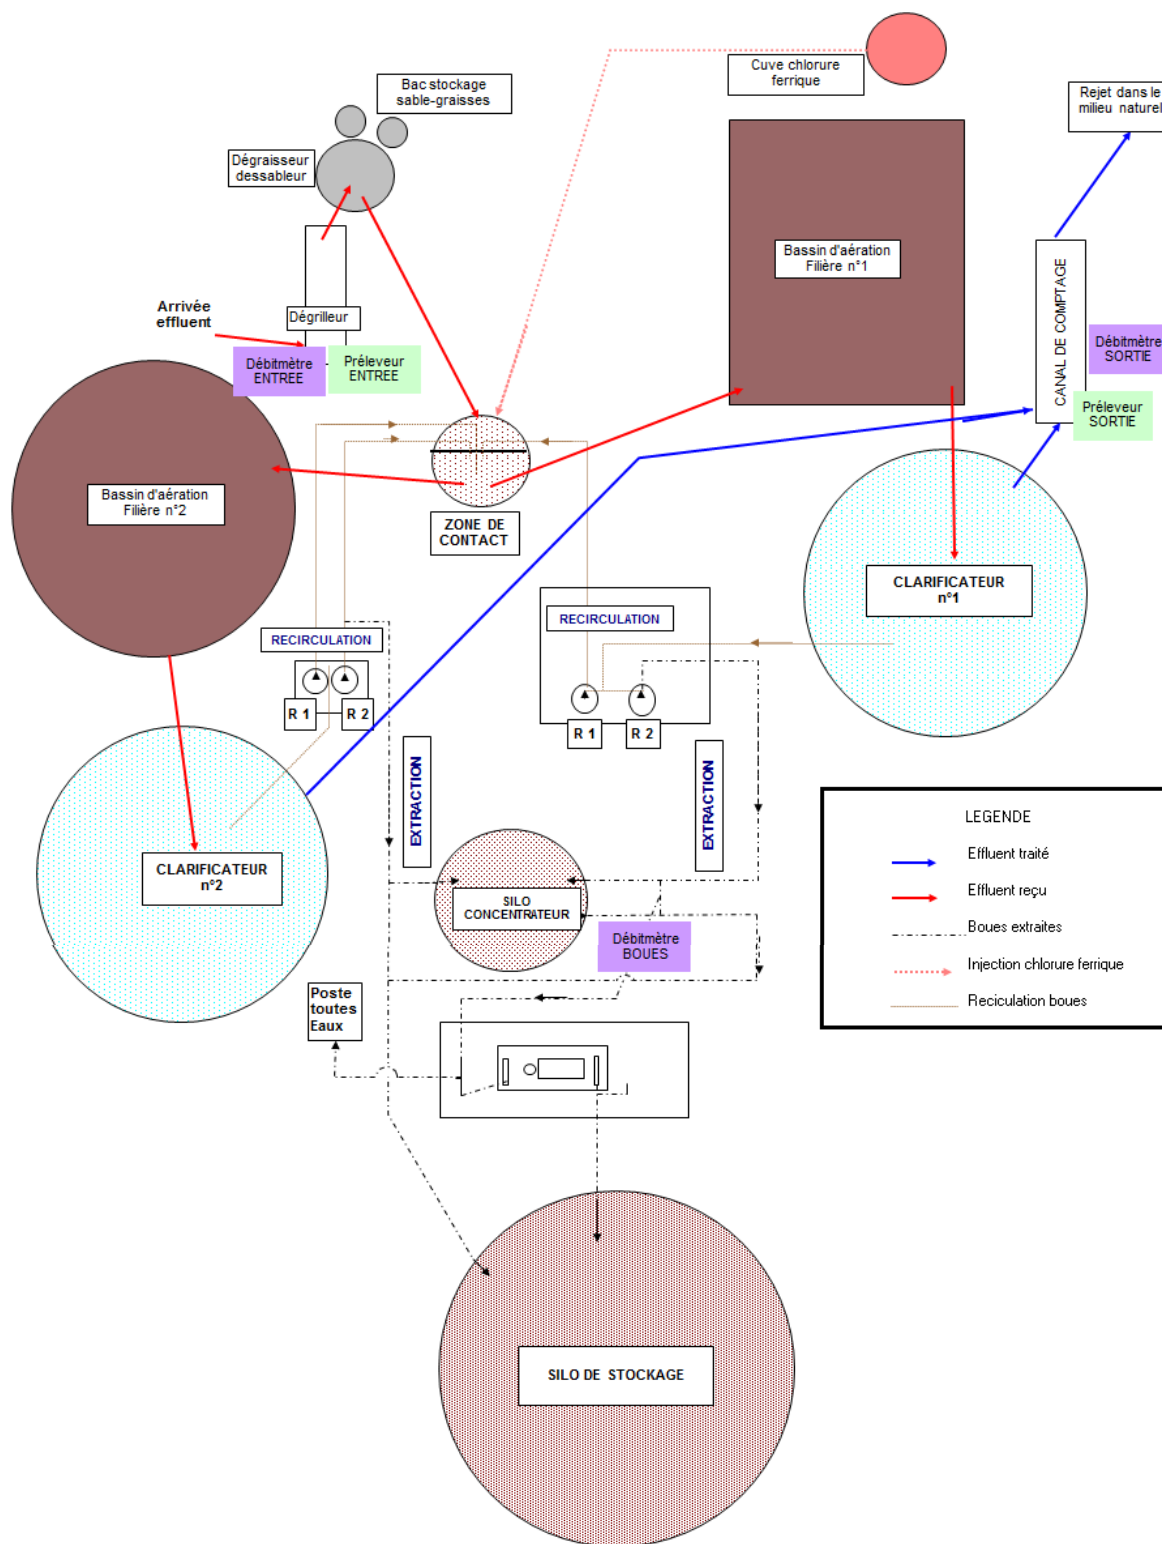 Cuve chlorure
ferrique
Bac stockage
sable-graisses
Rejet dans le
milieu naturel
Dégraisseur
dessableur
Bassin d'aération
Filière n°1
CANAL DE COMPTAGE
Arrivée
effluent
Dégrilleur
Débitmètre
ENTREE
Préleveur
ENTREE
Débitmètre
SORTIE
Préleveur
SORTIE
Bassin d'aération
Filière n°2
ZONE DE
CONTACT
CLARIFICATEUR
n°1
RECIRCULATION
RECIRCULATION
R 1
R 2
R 1
R 2
EXTRACTION
EXTRACTION
CLARIFICATEUR
n°2
SILO
CONCENTRATEUR
Débitmètre
BOUES
Poste
toutes
Eaux
LEGENDE
Effluent traité
Effluent reçu
Boues extraites
Injection chlorure ferrique
Reciculation boues
SILO DE STOCKAGE